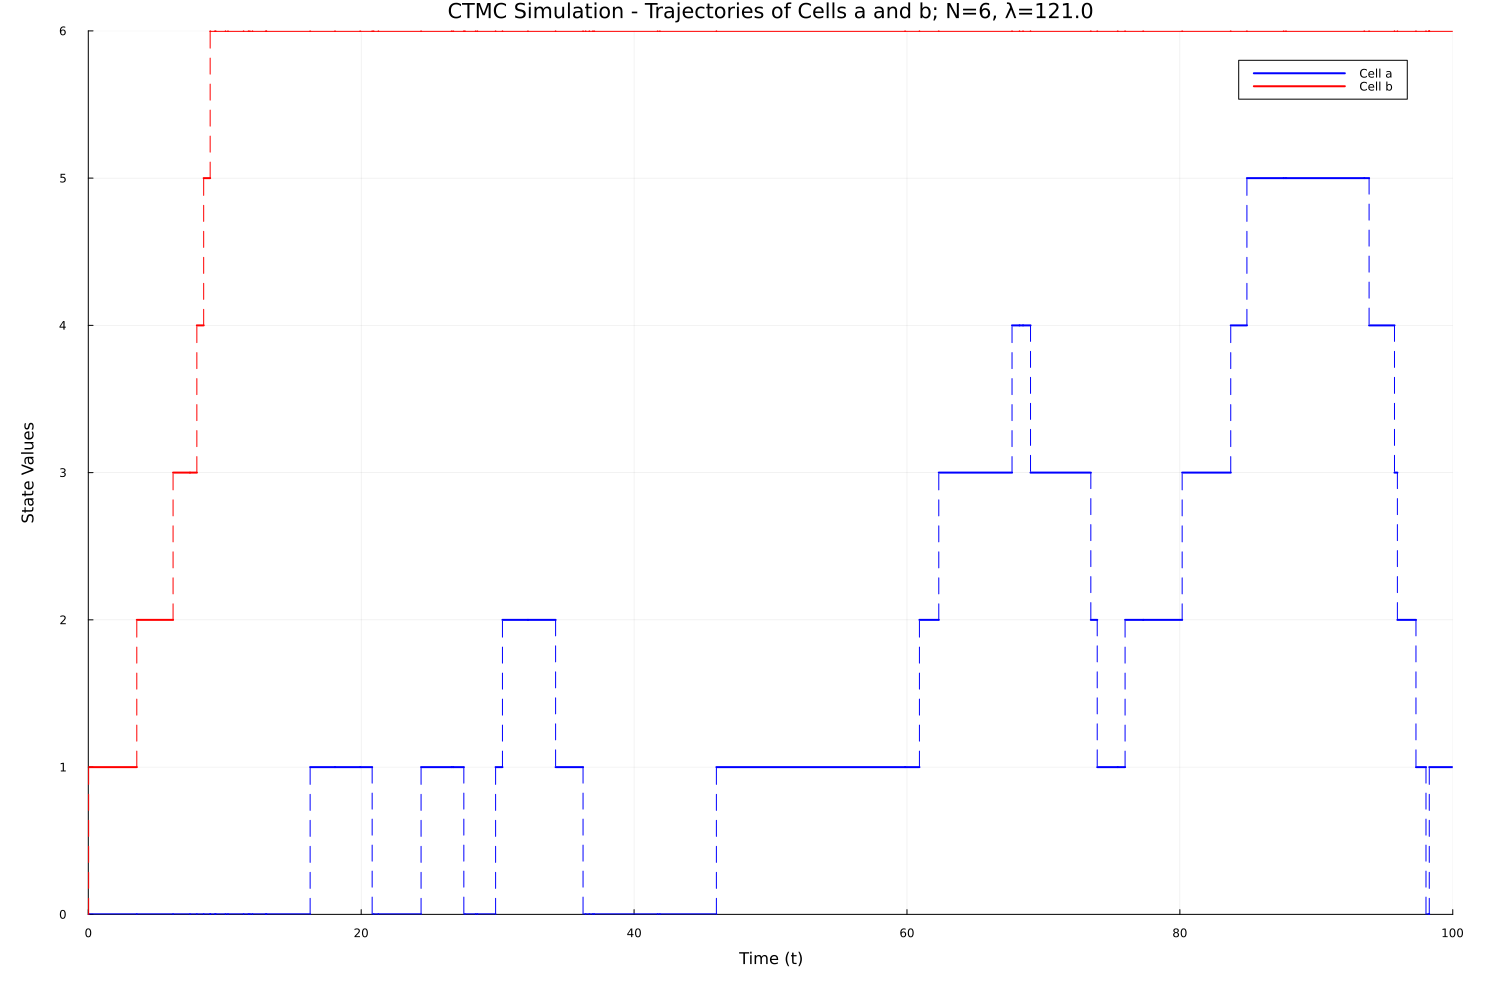 CTMC Simulation - Trajectories of Cells a and b; N=6, λ=121.0
6
Cell a
Cell b
5
4
3
State Values
2
1
0
0 20 40 60 80 100
Time (t)